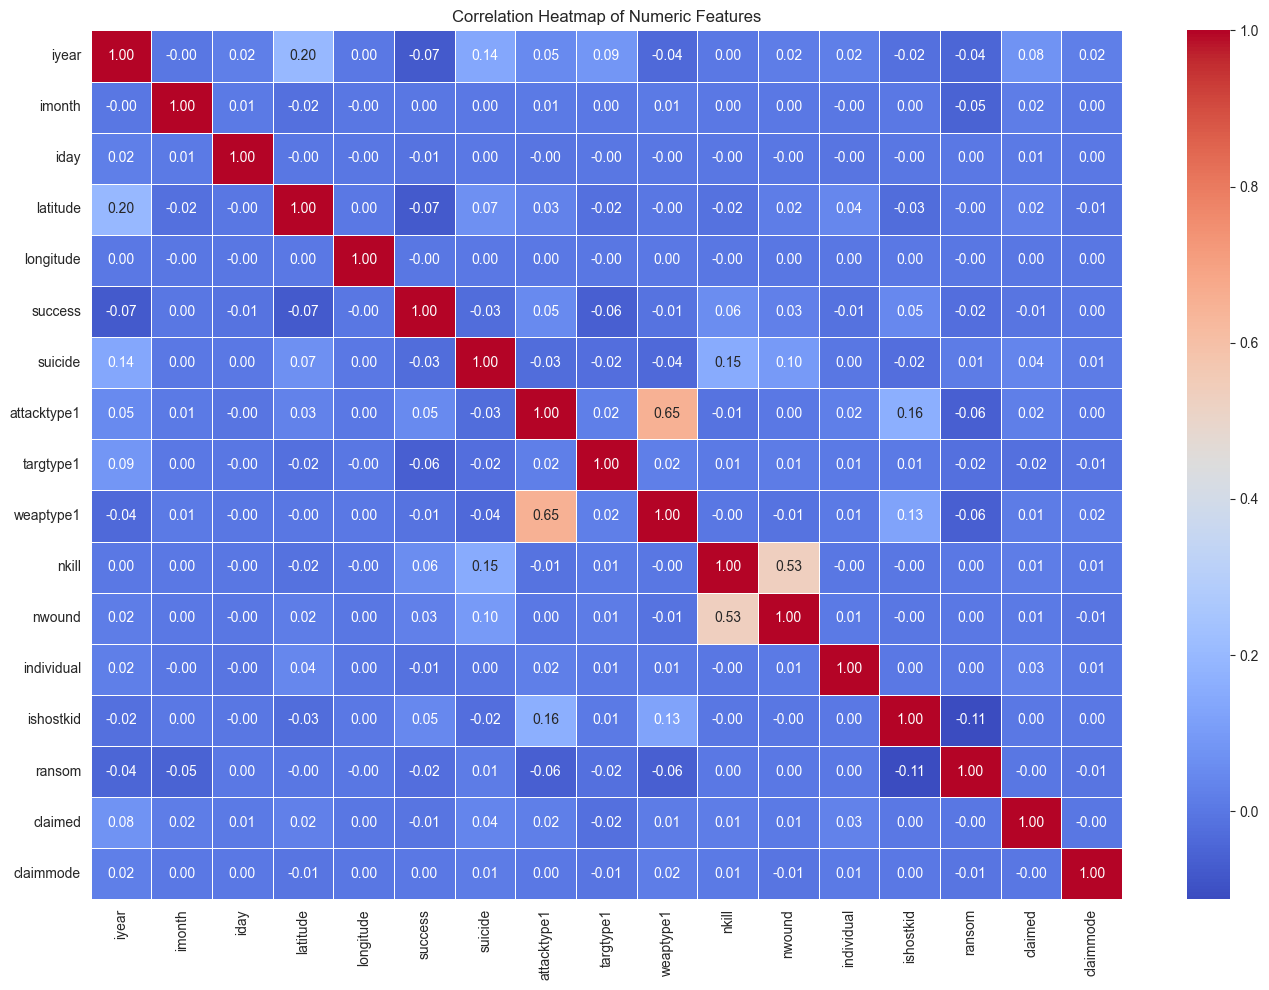 Correlation Heatmap of Numeric Features
iyear 1.00 -0.00 0.02 0.20 0.00 -0.07 0.14 0.05 0.09 -0.04 0.00 0.02 0.02 -0.02 -0.04 0.08 0.02
imonth -0.00 1.00 0.01 -0.02 -0.00 0.00 0.00 0.01 0.00 0.01 0.00 0.00 -0.00 0.00 -0.05 0.02 0.00
iday 0.02 0.01 1.00 -0.00 -0.00 -0.01 0.00 -0.00 -0.00 -0.00 -0.00 -0.00 -0.00 -0.00 0.00 0.01 0.00
latitude 0.20 -0.02 -0.00 1.00 0.00 -0.07 0.07 0.03 -0.02 -0.00 -0.02 0.02 0.04 -0.03 -0.00 0.02 -0.01
longitude 0.00 -0.00 -0.00 0.00 1.00 -0.00 0.00 0.00 -0.00 0.00 -0.00 0.00 0.00 0.00 -0.00 0.00 0.00
success -0.07 0.00 -0.01 -0.07 -0.00 1.00 -0.03 0.05 -0.06 -0.01 0.06 0.03 -0.01 0.05 -0.02 -0.01 0.00
suicide 0.14 0.00 0.00 0.07 0.00 -0.03 1.00 -0.03 -0.02 -0.04 0.15 0.10 0.00 -0.02 0.01 0.04 0.01
attacktype1 0.05 0.01 -0.00 0.03 0.00 0.05 -0.03 1.00 0.02 0.65 -0.01 0.00 0.02 0.16 -0.06 0.02 0.00
targtype1 0.09 0.00 -0.00 -0.02 -0.00 -0.06 -0.02 0.02 1.00 0.02 0.01 0.01 0.01 0.01 -0.02 -0.02 -0.01
weaptype1 -0.04 0.01 -0.00 -0.00 0.00 -0.01 -0.04 0.65 0.02 1.00 -0.00 -0.01 0.01 0.13 -0.06 0.01 0.02
nkill 0.00 0.00 -0.00 -0.02 -0.00 0.06 0.15 -0.01 0.01 -0.00 1.00 0.53 -0.00 -0.00 0.00 0.01 0.01
nwound 0.02 0.00 -0.00 0.02 0.00 0.03 0.10 0.00 0.01 -0.01 0.53 1.00 0.01 -0.00 0.00 0.01 -0.01
individual 0.02 -0.00 -0.00 0.04 0.00 -0.01 0.00 0.02 0.01 0.01 -0.00 0.01 1.00 0.00 0.00 0.03 0.01
ishostkid -0.02 0.00 -0.00 -0.03 0.00 0.05 -0.02 0.16 0.01 0.13 -0.00 -0.00 0.00 1.00 -0.11 0.00 0.00
ransom -0.04 -0.05 0.00 -0.00 -0.00 -0.02 0.01 -0.06 -0.02 -0.06 0.00 0.00 0.00 -0.11 1.00 -0.00 -0.01
claimed 0.08 0.02 0.01 0.02 0.00 -0.01 0.04 0.02 -0.02 0.01 0.01 0.01 0.03 0.00 -0.00 1.00 -0.00
claimmode 0.02 0.00 0.00 -0.01 0.00 0.00 0.01 0.00 -0.01 0.02 0.01 -0.01 0.01 0.00 -0.01 -0.00 1.00
iyear imonth iday latitude longitude success suicide attacktype1 targtype1 weaptype1 nkill nwound individual ishostkid ransom claimed claimmode
1.0
0.8
0.6
0.4
0.2
0.0